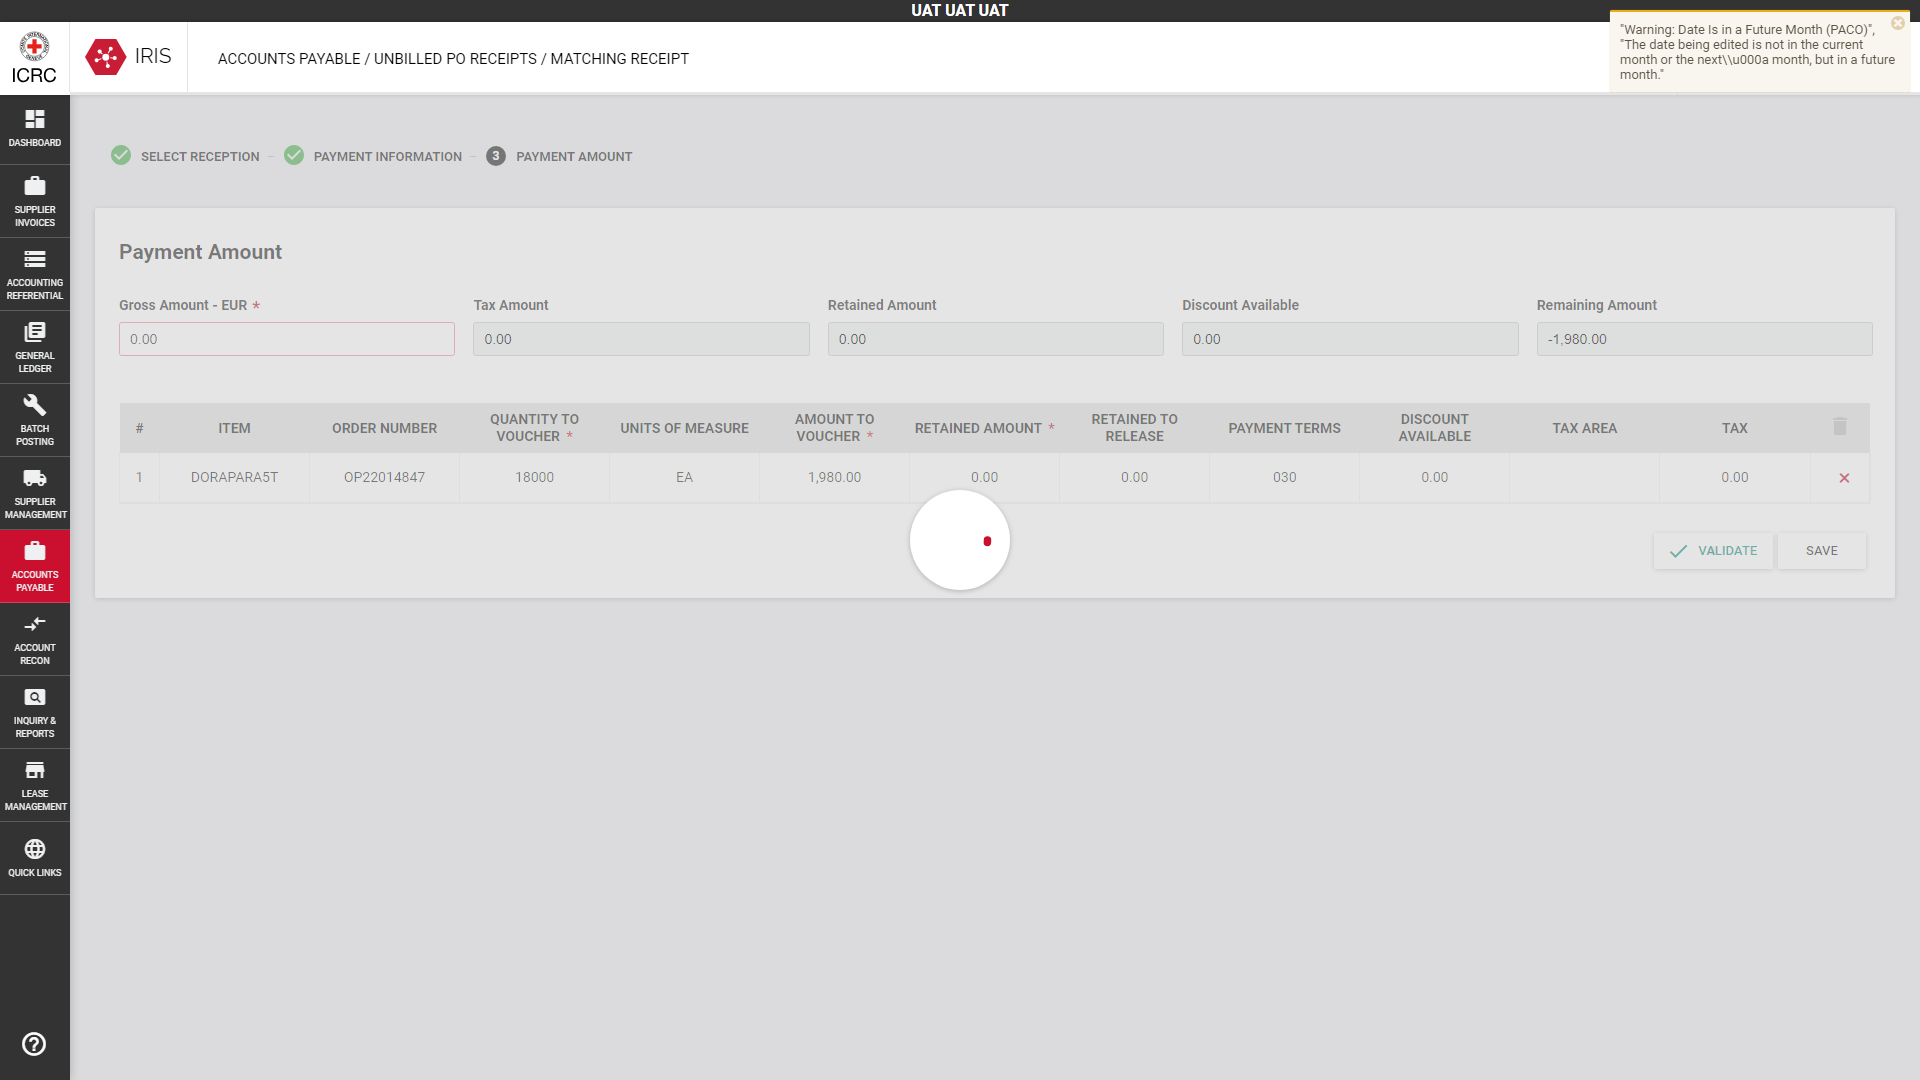 UAT UAT UAT
ICRC
IRIS
ACCOUNTS PAYABLE / UNBILLED PO RECEIPTS / MATCHING RECEIPT
"Warning: Date Is in a Future Month (PACO)",
"The date being edited is not in the current
month or the next\\u000a month, but in a future
month."
DASHBOARD
SUPPLIER
INVOICES
ACCOUNTING
REFERENTIAL
GENERAL
LEDGER
BATCH
POSTING
SUPPLIER
MANAGEMENT
ACCOUNTS
PAYABLE
ACCOUNT
RECON
INQUIRY &
REPORTS
LEASE
MANAGEMENT
QUICK LINKS
SELECT RECEPTION
PAYMENT INFORMATION
3 PAYMENT AMOUNT
Payment Amount
Gross Amount - EUR * Tax Amount Retained Amount Discount Available Remaining Amount
0.00 0.00 0.00 0.00 -1,980.00
# ITEM ORDER NUMBER QUANTITY TO VOUCHER * UNITS OF MEASURE AMOUNT TO VOUCHER * RETAINED AMOUNT * RETAINED TO RELEASE PAYMENT TERMS DISCOUNT AVAILABLE TAX AREA TAX
1 DORAPARA5T OP22014847 18000 EA 1,980.00 0.00 0.00 030 0.00 0.00
VALIDATE SAVE